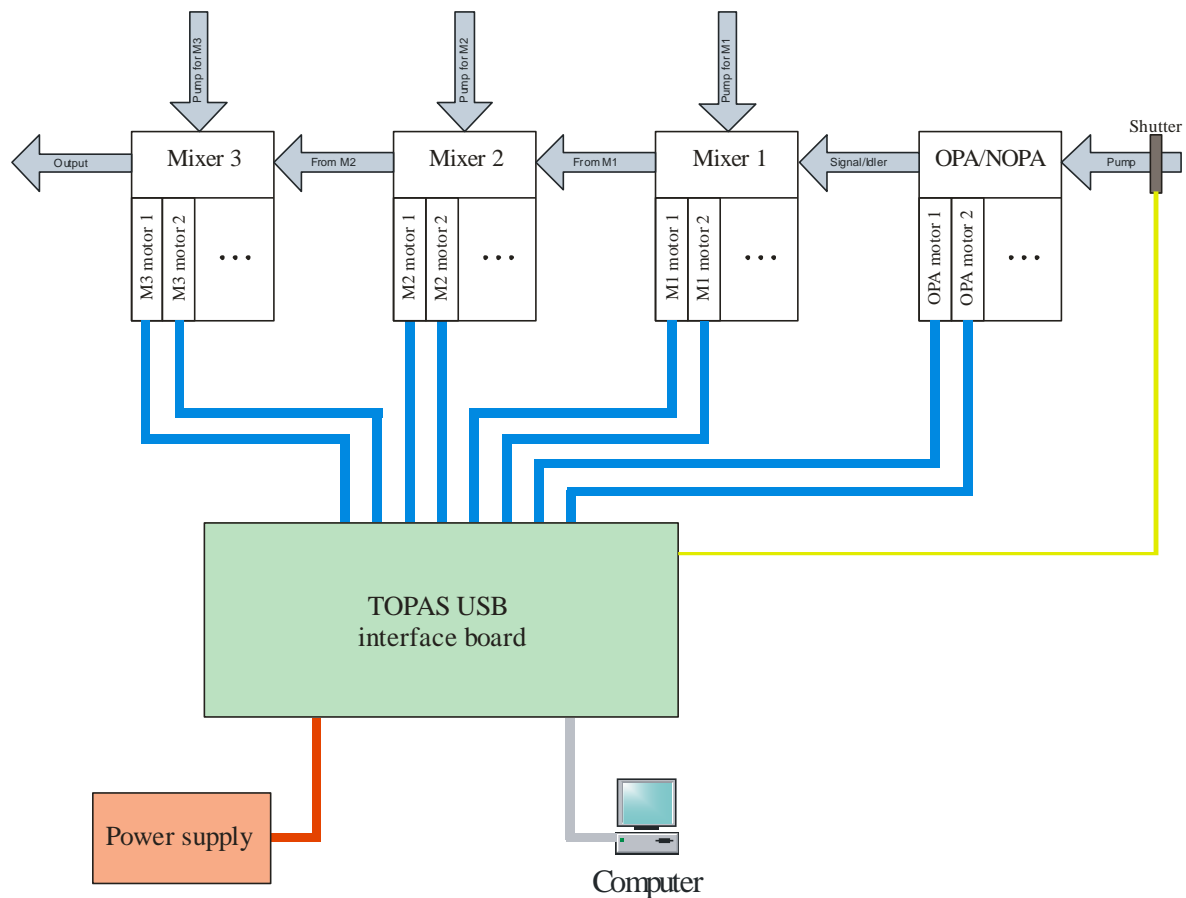 Pump for M3
Pump for M2
Pump for M1
Shutter
Output
Mixer 3
From M2
Mixer 2
From M1
Mixer 1
Signal/Idler
OPA/NOPA
Pump
M3 motor 1
M3 motor 2
...
M2 motor 1
M2 motor 2
...
M1 motor 1
M1 motor 2
...
OPA motor 1
OPA motor 2
...
TOPAS USB
interface board
Power supply
Computer